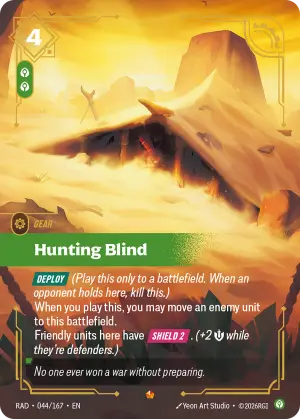 4
GEAR
Hunting Blind
DEPLOY (Play this only to a battlefield. When an
opponent holds here, kill this.)
When you play this, you may move an enemy unit
to this battlefield.
Friendly units here have SHIELD 2 . (+2 while
they're defenders.)
No one ever won a war without preparing.
RAD • 044/167 • EN
Yeon Art Studio • ©2026RGI